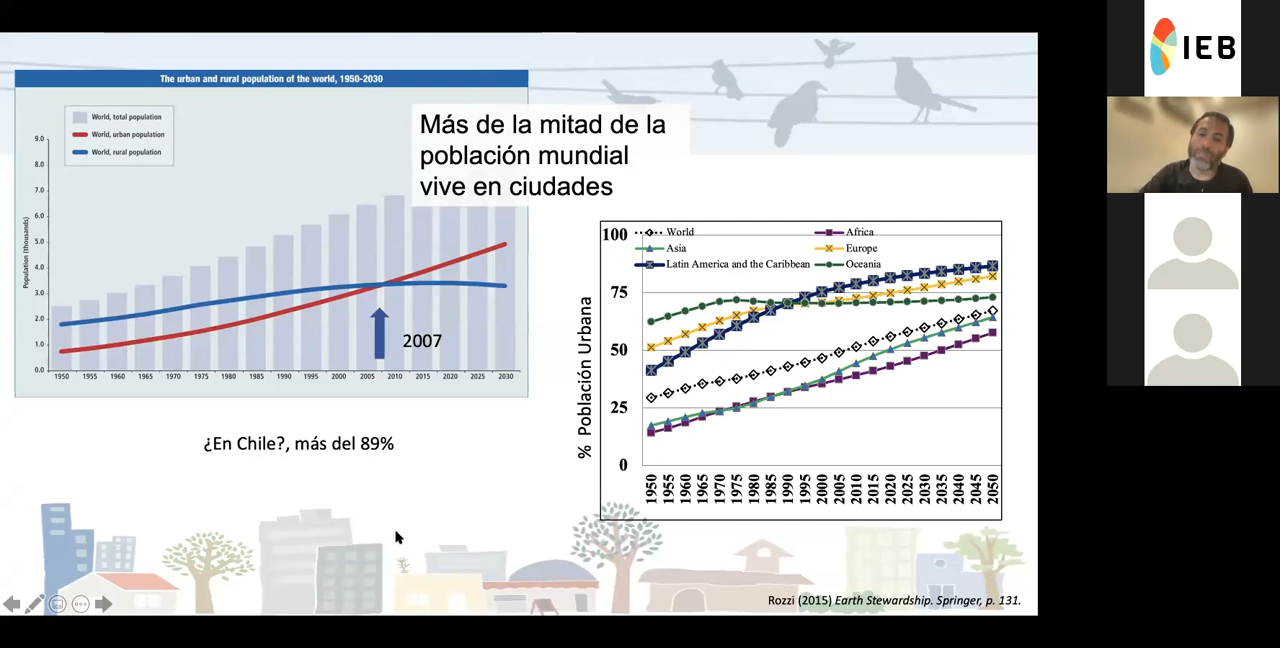 The urban and rural population of the world, 1950-2030
World, total population
World, urban population
World, rural population
Population (thousands)
9.0
8.0
7.0
6.0
5.0
4.0
3.0
2.0
1.0
0.0
1950 1955 1960 1965 1970 1975 1980 1985 1990 1995 2000 2005 2010 2015 2020 2025 2030
2007
Más de la mitad de la
población mundial
vive en ciudades
¿En Chile?, más del 89%
World Africa
Asia Europe
Latin America and the Caribbean Oceania
% Población Urbana
100
75
50
25
0
1950 1955 1960 1965 1970 1975 1980 1985 1990 1995 2000 2005 2010 2015 2020 2025 2030 2035 2040 2045 2050
Rozzi (2015) Earth Stewardship. Springer, p. 131.
IEB